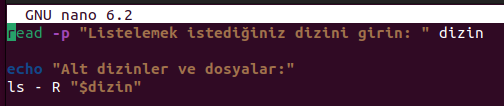 GNU nano 6.2
read -p "Listelemek istediğiniz dizini girin: " dizin
echo "Alt dizinler ve dosyalar:"
ls - R "$dizin"